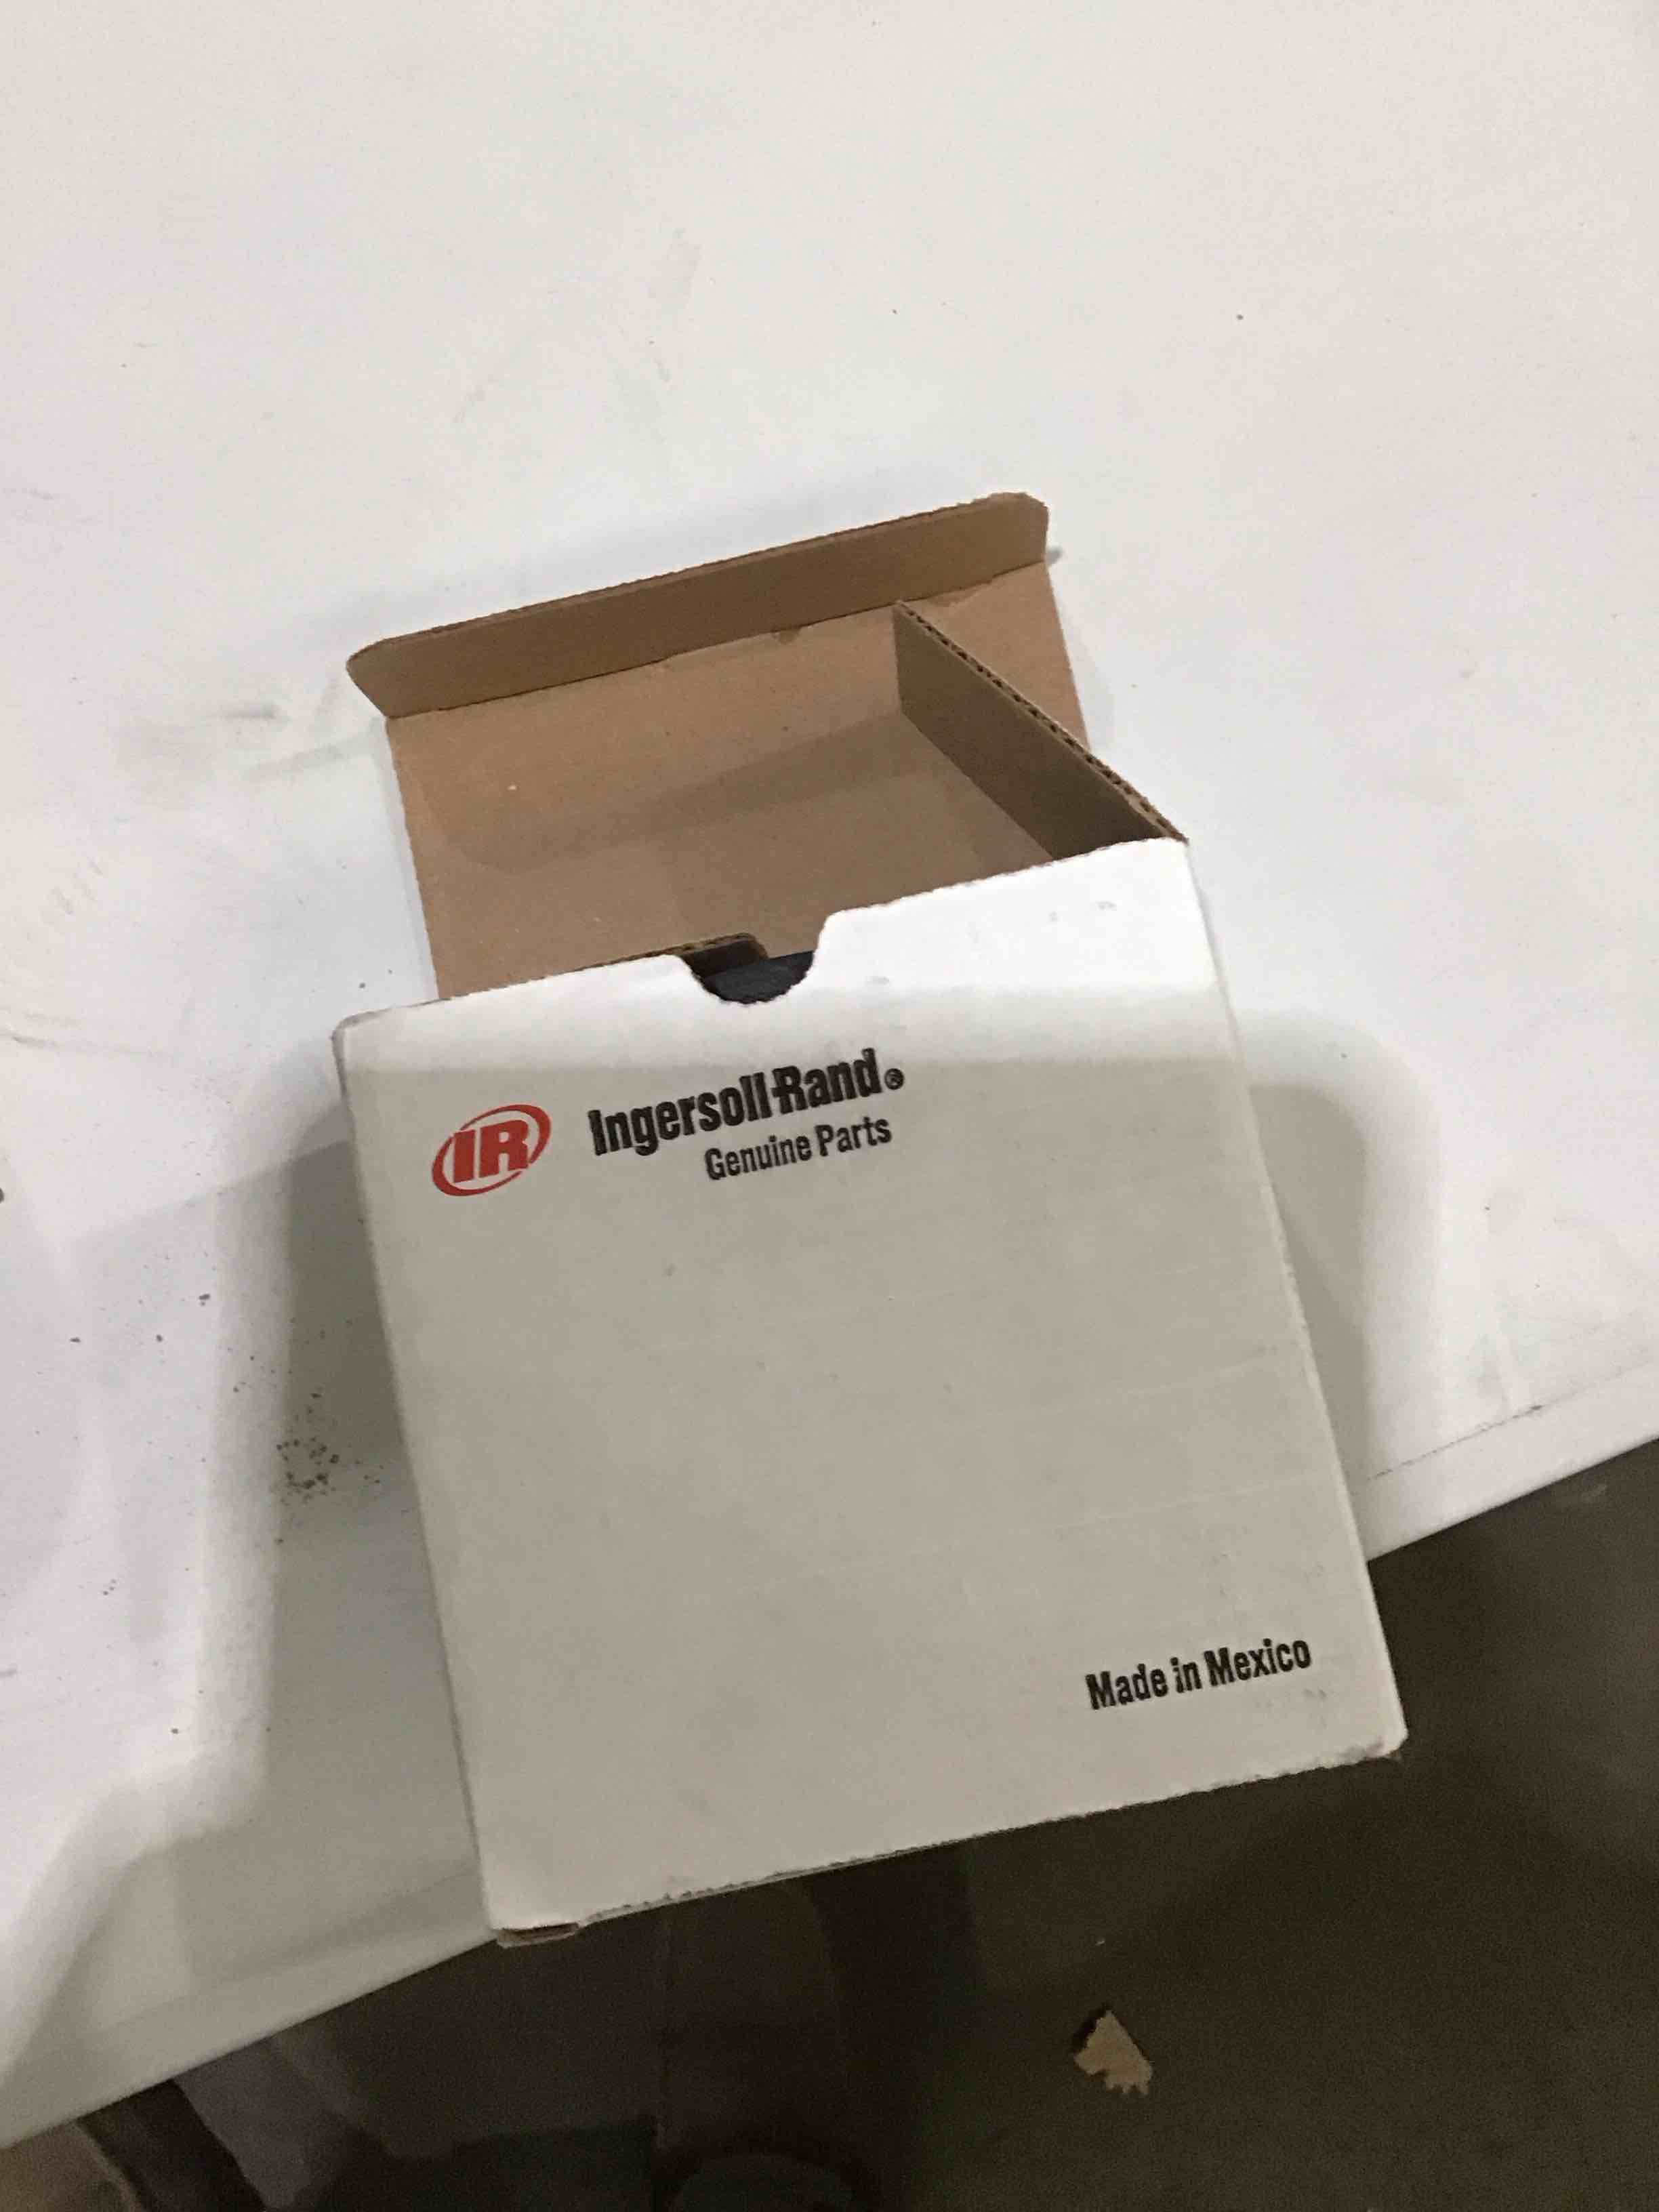 IR
Ingersoll-Rand®
Genuine Parts
Made in Mexico